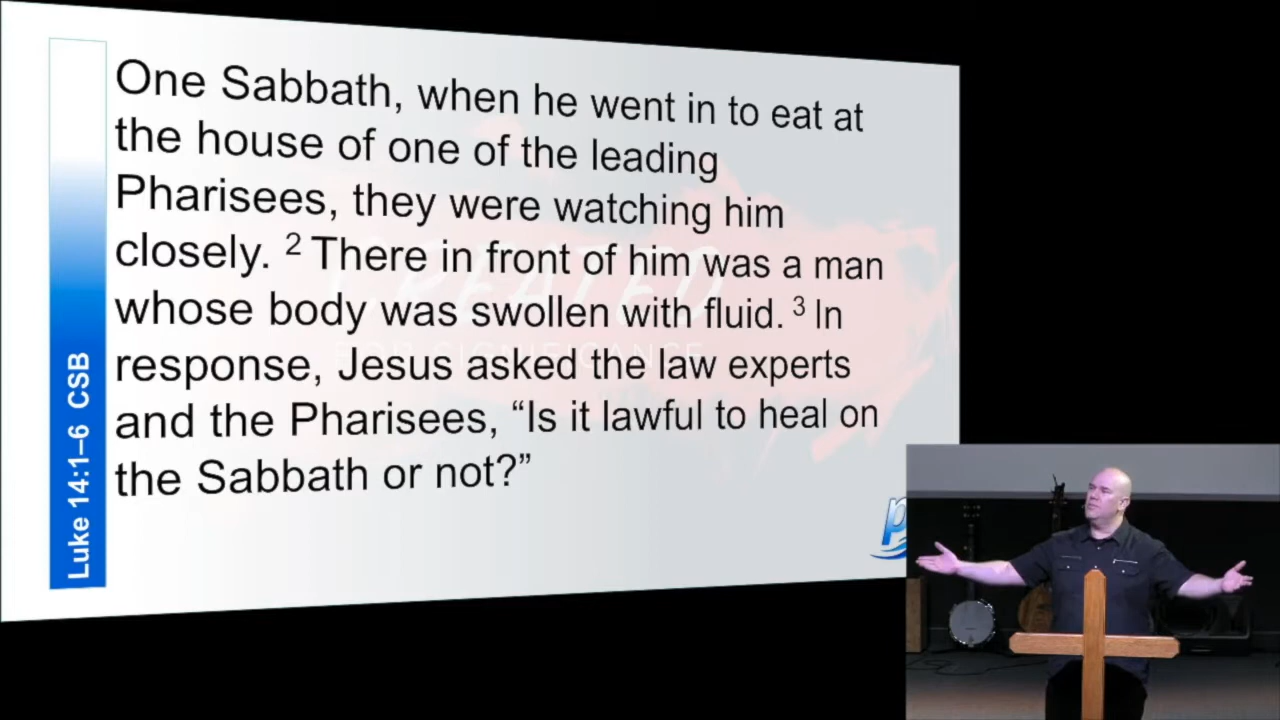 One Sabbath, when he went in to eat at
the house of one of the leading
Pharisees, they were watching him
closely. ² There in front of him was a man
whose body was swollen with fluid. ³ In
response, Jesus asked the law experts
and the Pharisees, “Is it lawful to heal on
the Sabbath or not?”
Luke 14:1–6 CSB
CREATED
FOR SIGNIFICANCE